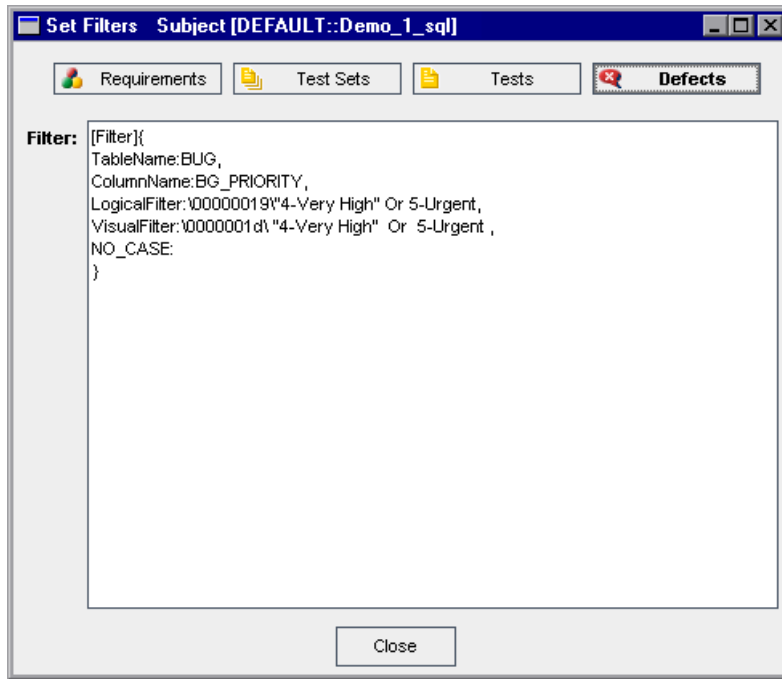 Set Filters Subject [DEFAULT::Demo_1_sql]
Requirements Test Sets Tests Defects
Filter: [Filter]{
TableName:BUG,
ColumnName:BG_PRIORITY,
LogicalFilter:\00000019\"4-Very High" Or 5-Urgent,
VisualFilter:\0000001d\ "4-Very High"  Or  5-Urgent ,
NO_CASE:
}
Close